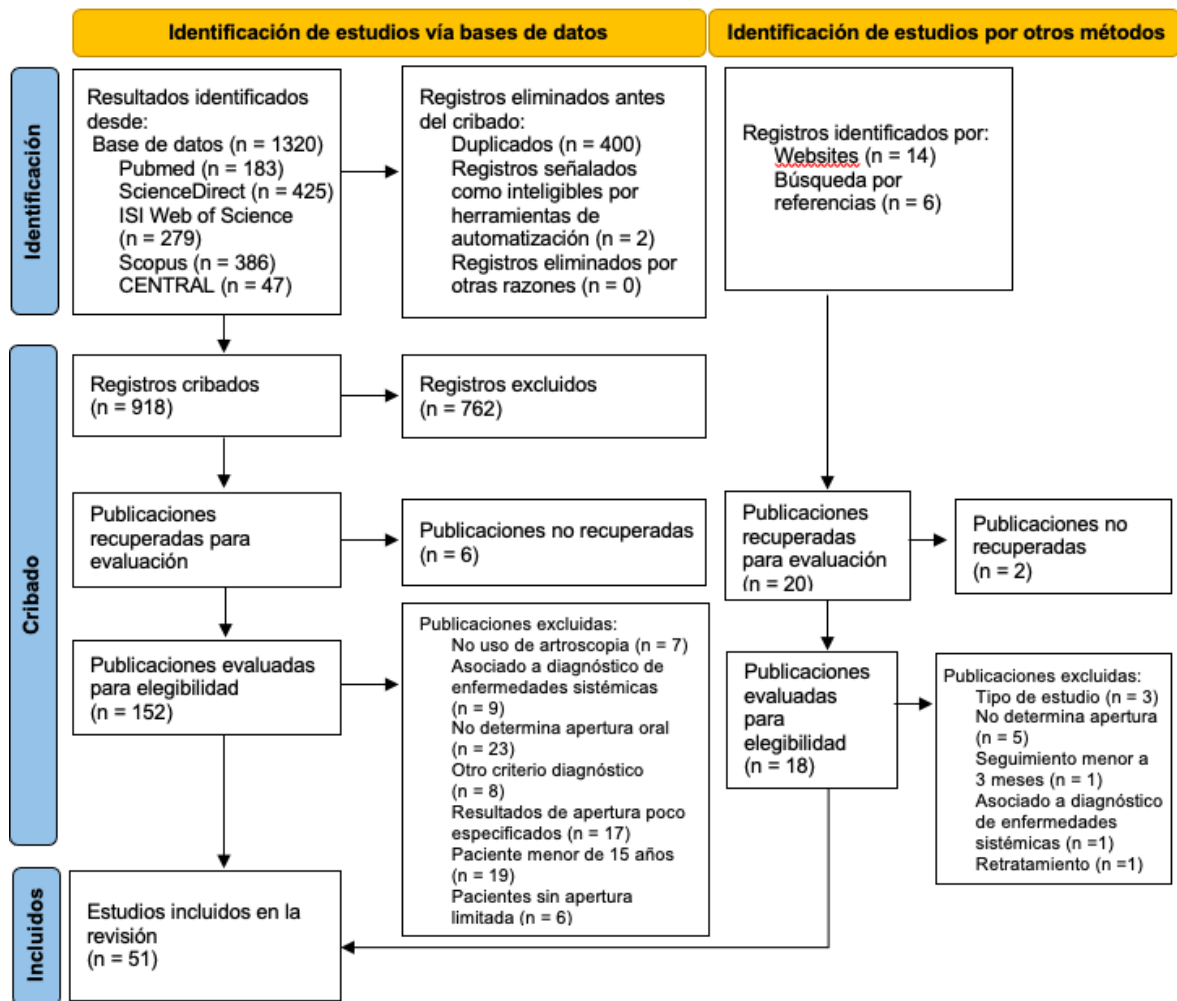 Identificación de estudios vía bases de datos
Identificación de estudios por otros métodos
Identificación
Resultados identificados
desde:
Base de datos (n = 1320)
Pubmed = 183)
ScienceDirect (n = 425)
ISI Web of Science
(n = 279)
Scopus (n = 386)
CENTRAL (n = 47)
Registros eliminados antes
del cribado:
Duplicados (n = 400)
Registros señalados
como inteligibles por
herramientas de
automatización (n = 2)
Registros eliminados por
otras razones (n = 0)
Registros identificados por:
Websites (n = 14)
Búsqueda por
referencias (n = 6)
Cribado
Registros cribados
(n = 918)
Registros excluidos
(n = 762)
Publicaciones
recuperadas para
evaluación
Publicaciones no recuperadas
(n = 6)
Publicaciones
recuperadas
para evaluación
(n = 20)
Publicaciones no
recuperadas
(n = 2)
Publicaciones evaluadas
para elegibilidad
(n = 152)
Publicaciones excluidas:
No uso de artroscopia (n = 7)
Asociado a diagnóstico de
enfermedades sistémicas
(n = 9)
No determina apertura oral
(n = 23)
Otro criterio diagnóstico
(n = 8)
Resultados de apertura poco
especificados (n = 17)
Paciente menor de 15 años
(n = 19)
Pacientes sin apertura
limitada (n = 6)
Publicaciones
evaluadas
para
elegibilidad
(n = 18)
Publicaciones excluidas:
Tipo de estudio (n = 3)
No determina apertura
(n = 5)
Seguimiento menor a
3 meses (n = 1)
Asociado a diagnóstico
de enfermedades
sistémicas (n =1)
Retratamiento (n =1)
Incluidos
Estudios incluidos en la
revisión
(n = 51)